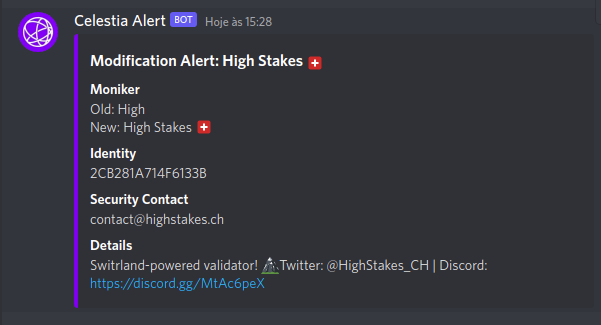 Celestia Alert BOT Hoje às 15:28
Modification Alert: High Stakes 🇨🇭
Moniker
Old: High
New: High Stakes 🇨🇭
Identity
2CB281A714F6133B
Security Contact
contact@highstakes.ch
Details
Switrland-powered validator! 🏔Twitter: @HighStakes_CH | Discord:
https://discord.gg/MtAc6peX